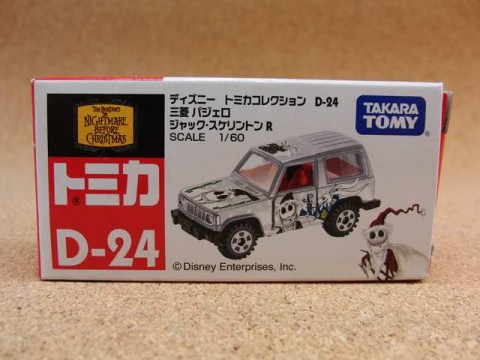 TIM BURTON'S
THE
NIGHTMARE
BEFORE
CHRISTMAS
トミカ
®
D-24
ディズニー トミカコレクション D-24
三菱 パジェロ
ジャック・スケリントン R
SCALE 1/60
TAKARA
TOMY
© Disney Enterprises, Inc.